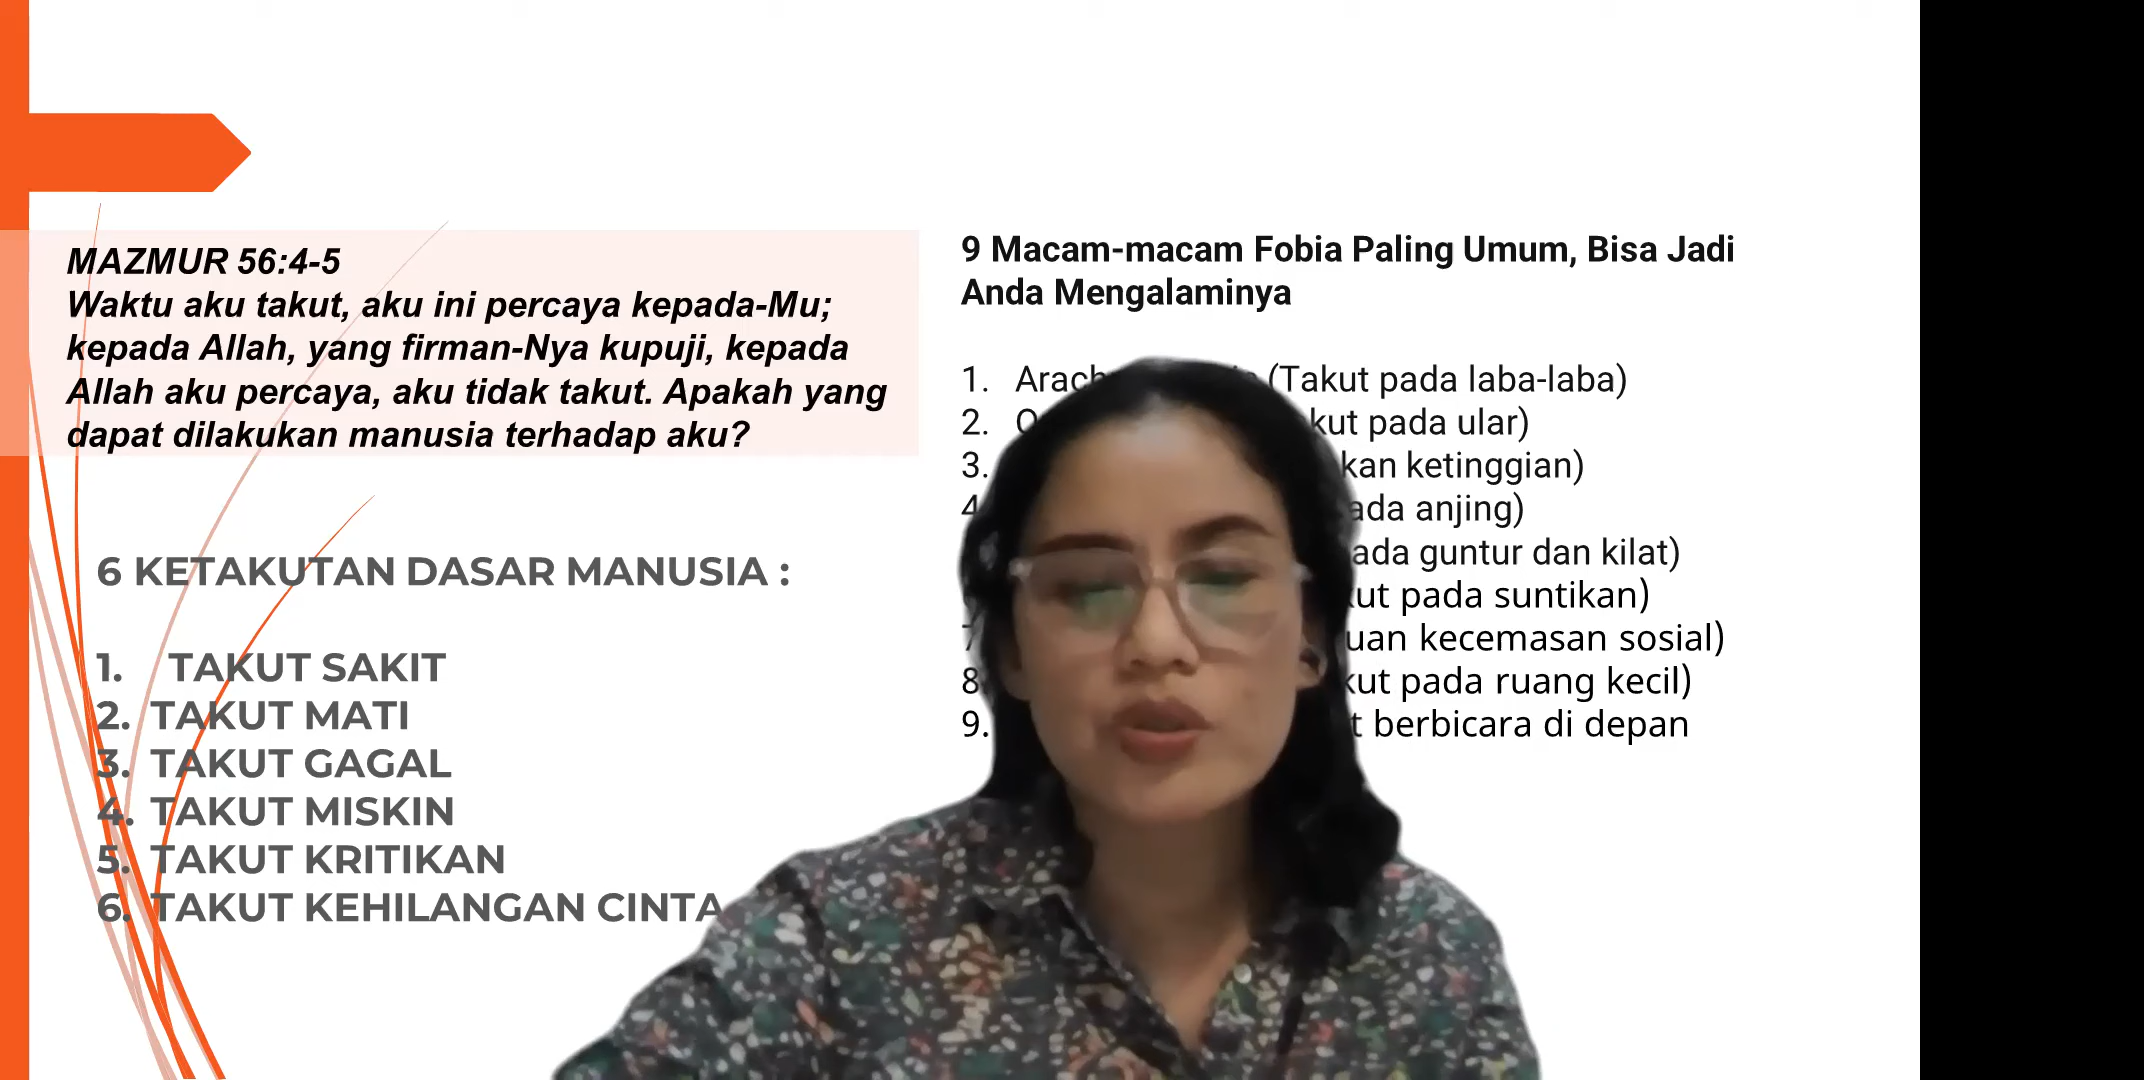 MAZMUR 56:4-5
Waktu aku takut, aku ini percaya kepada-Mu;
kepada Allah, yang firman-Nya kupuji, kepada
Allah aku percaya, aku tidak takut. Apakah yang
dapat dilakukan manusia terhadap aku?
6 KETAKUTAN DASAR MANUSIA :
1. TAKUT SAKIT
2. TAKUT MATI
3. TAKUT GAGAL
4. TAKUT MISKIN
5. TAKUT KRITIKAN
6. TAKUT KEHILANGAN CINTA
9 Macam-macam Fobia Paling Umum, Bisa Jadi
Anda Mengalaminya
1. (Takut pada laba-laba)
2. pada ular)
3. ketinggian)
4 anjing)
guntur dan kilat)
pada suntikan)
7 kecemasan sosial)
8 pada ruang kecil)
9. berbicara di depan